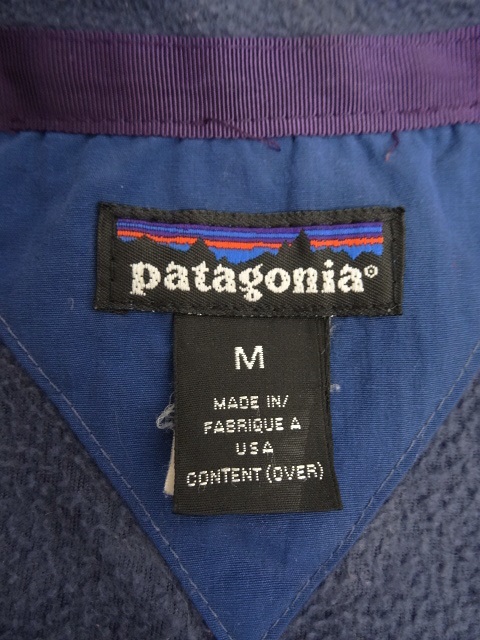 patagonia®
M
MADE IN/
FABRIQUE A
USA
CONTENT (OVER)